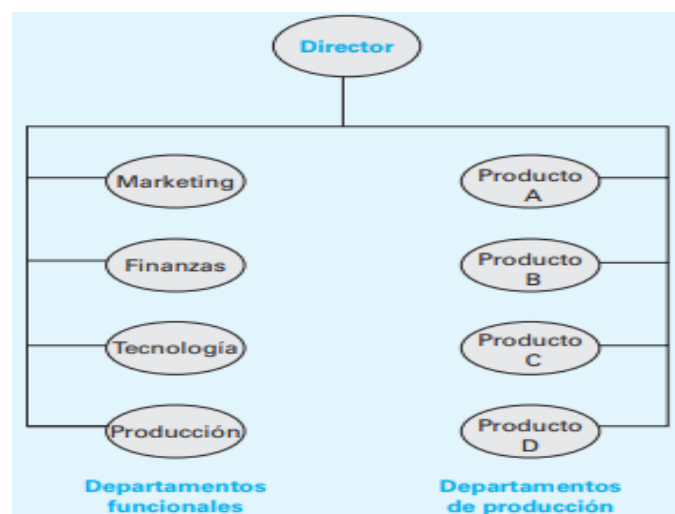 Director
Marketing
Finanzas
Tecnología
Producción
Departamentos
funcionales
Producto
A
Producto
B
Producto
C
Producto
D
Departamentos
de producción